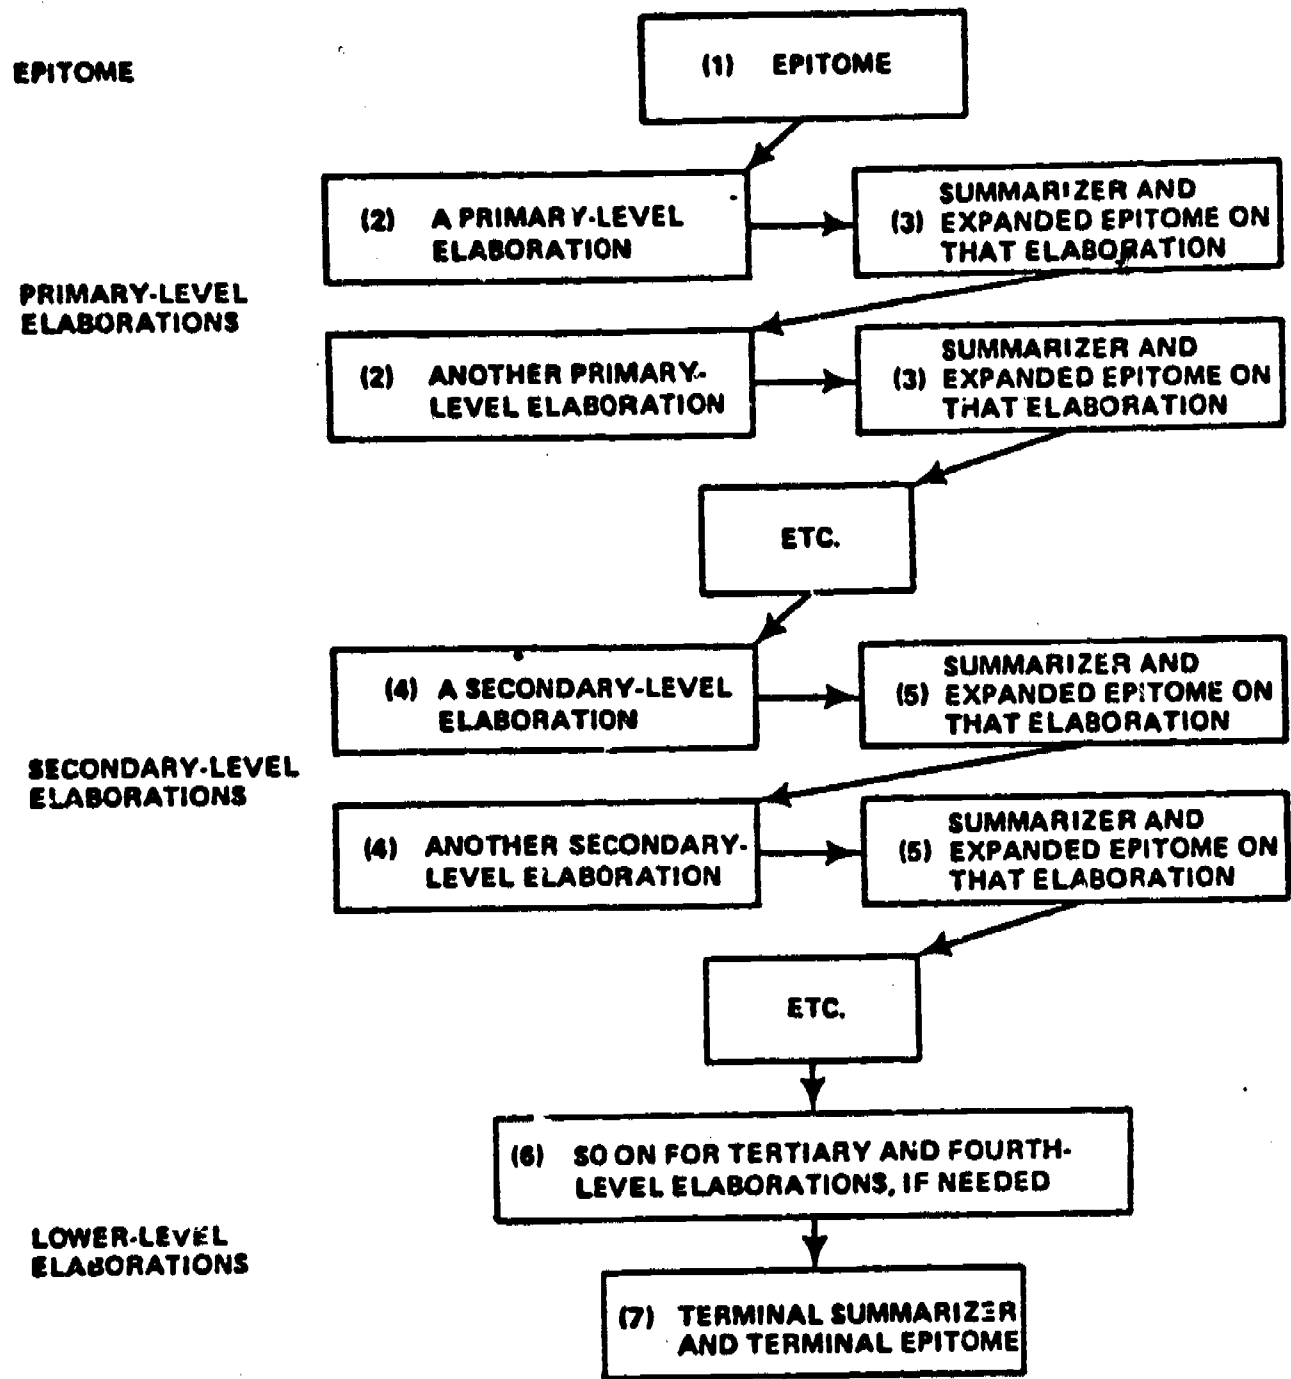 EPITOME
(1) EPITOME
(2) A PRIMARY-LEVEL
ELABORATION
SUMMARIZER AND
(3) EXPANDED EPITOME ON
THAT ELABORATION
PRIMARY-LEVEL
ELABORATIONS
(2) ANOTHER PRIMARY-
LEVEL ELABORATION
SUMMARIZER AND
(3) EXPANDED EPITOME ON
THAT ELABORATION
ETC.
(4) A SECONDARY-LEVEL
ELABORATION
SUMMARIZER AND
(5) EXPANDED EPITOME ON
THAT ELABORATION
SECONDARY-LEVEL
ELABORATIONS
(4) ANOTHER SECONDARY-
LEVEL ELABORATION
SUMMARIZER AND
(5) EXPANDED EPITOME ON
THAT ELABORATION
ETC.
(6) SO ON FOR TERTIARY AND FOURTH-
LEVEL ELABORATIONS, IF NEEDED
LOWER-LEVEL
ELABORATIONS
(7) TERMINAL SUMMARIZER
AND TERMINAL EPITOME